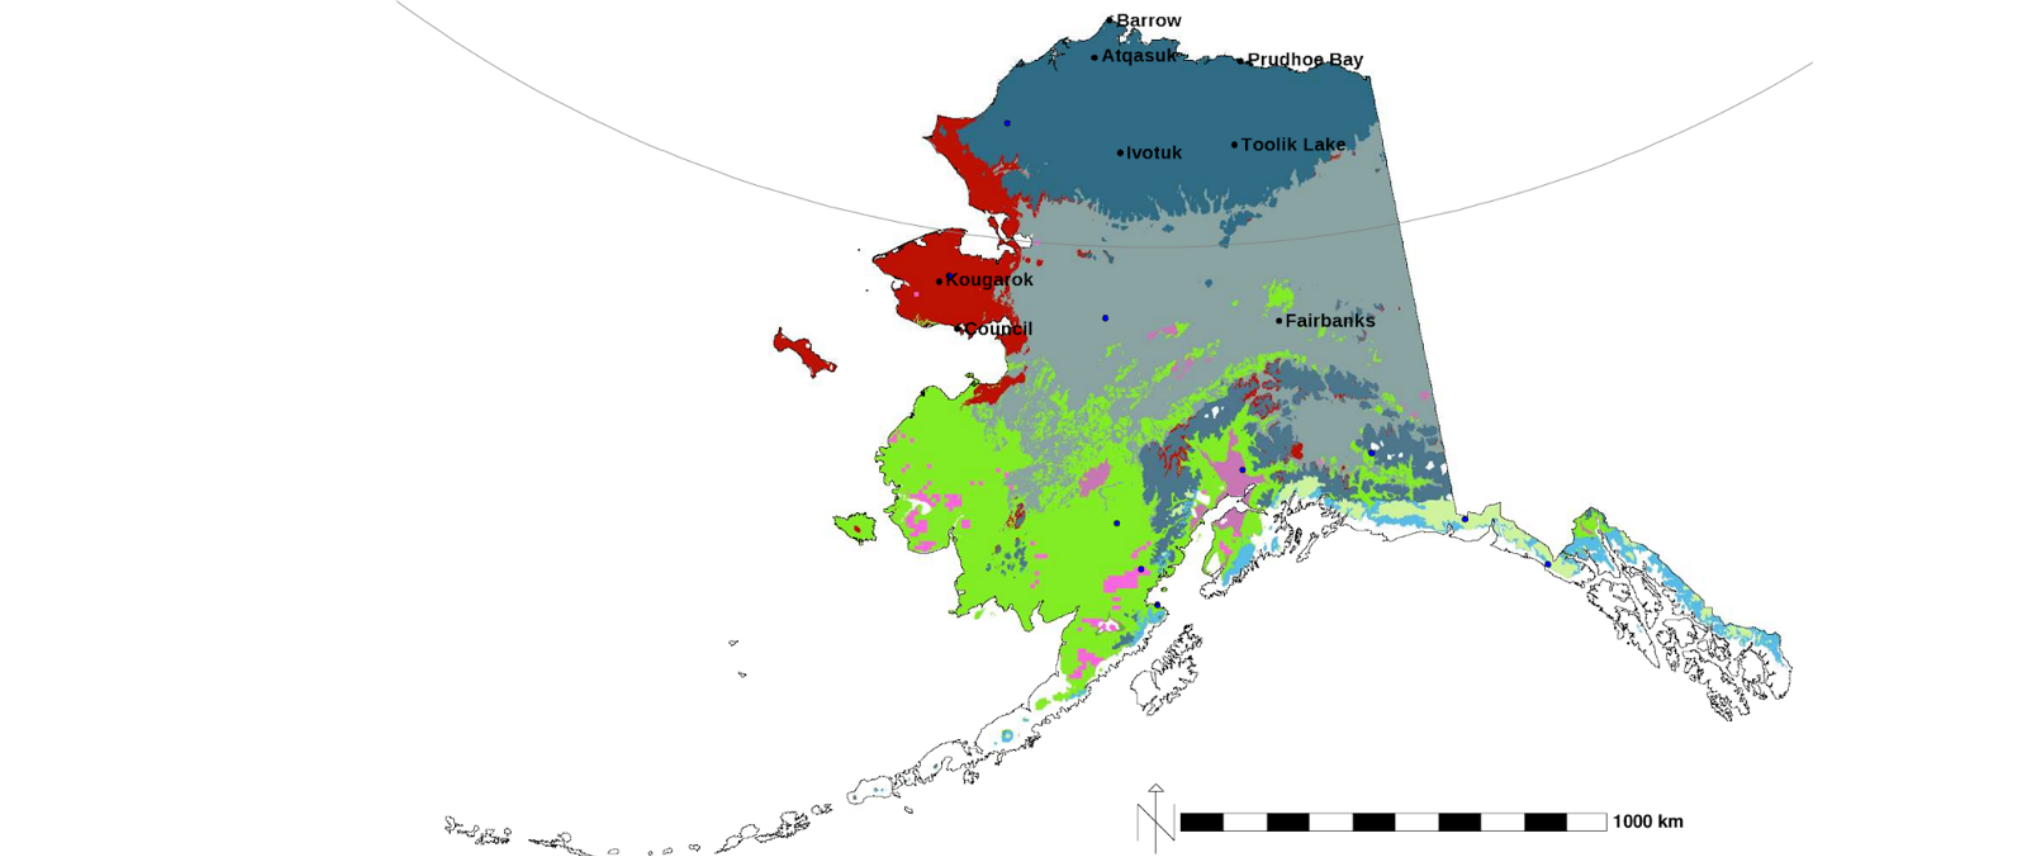 Barrow
Atqasuk
Prudhoe Bay
Ivotuk
Toolik Lake
Kougarok
Council
Fairbanks
N
1000 km